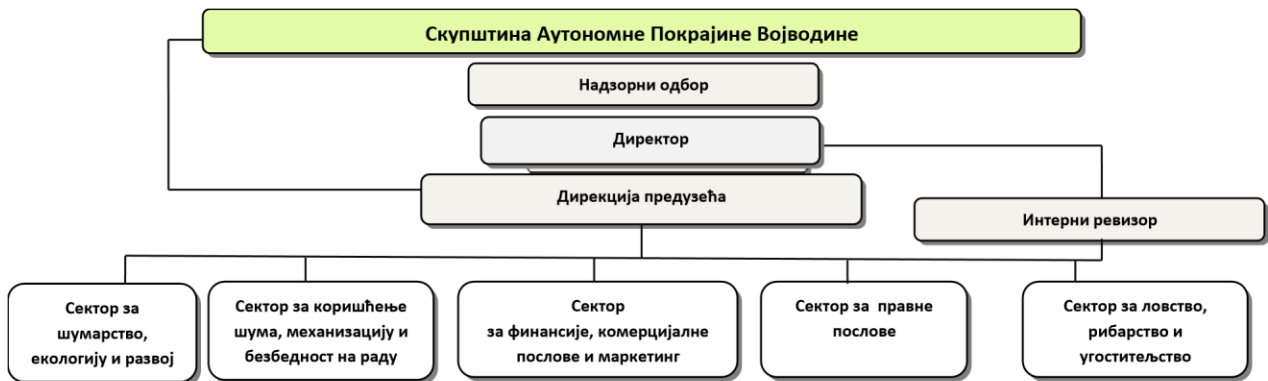 Скупштина Аутономне Покрајине Војводине
Надзорни одбор
Директор
Дирекција предузећа
Интерни ревизор
Сектор за
шумарство,
екологију и развој
Сектор за коришћење
шума, механизацију и
безбедност на раду
Сектор
за финансије, комерцијалне
послове и маркетинг
Сектор за правне
послове
Сектор за ловство,
рибарство и
угоститељство